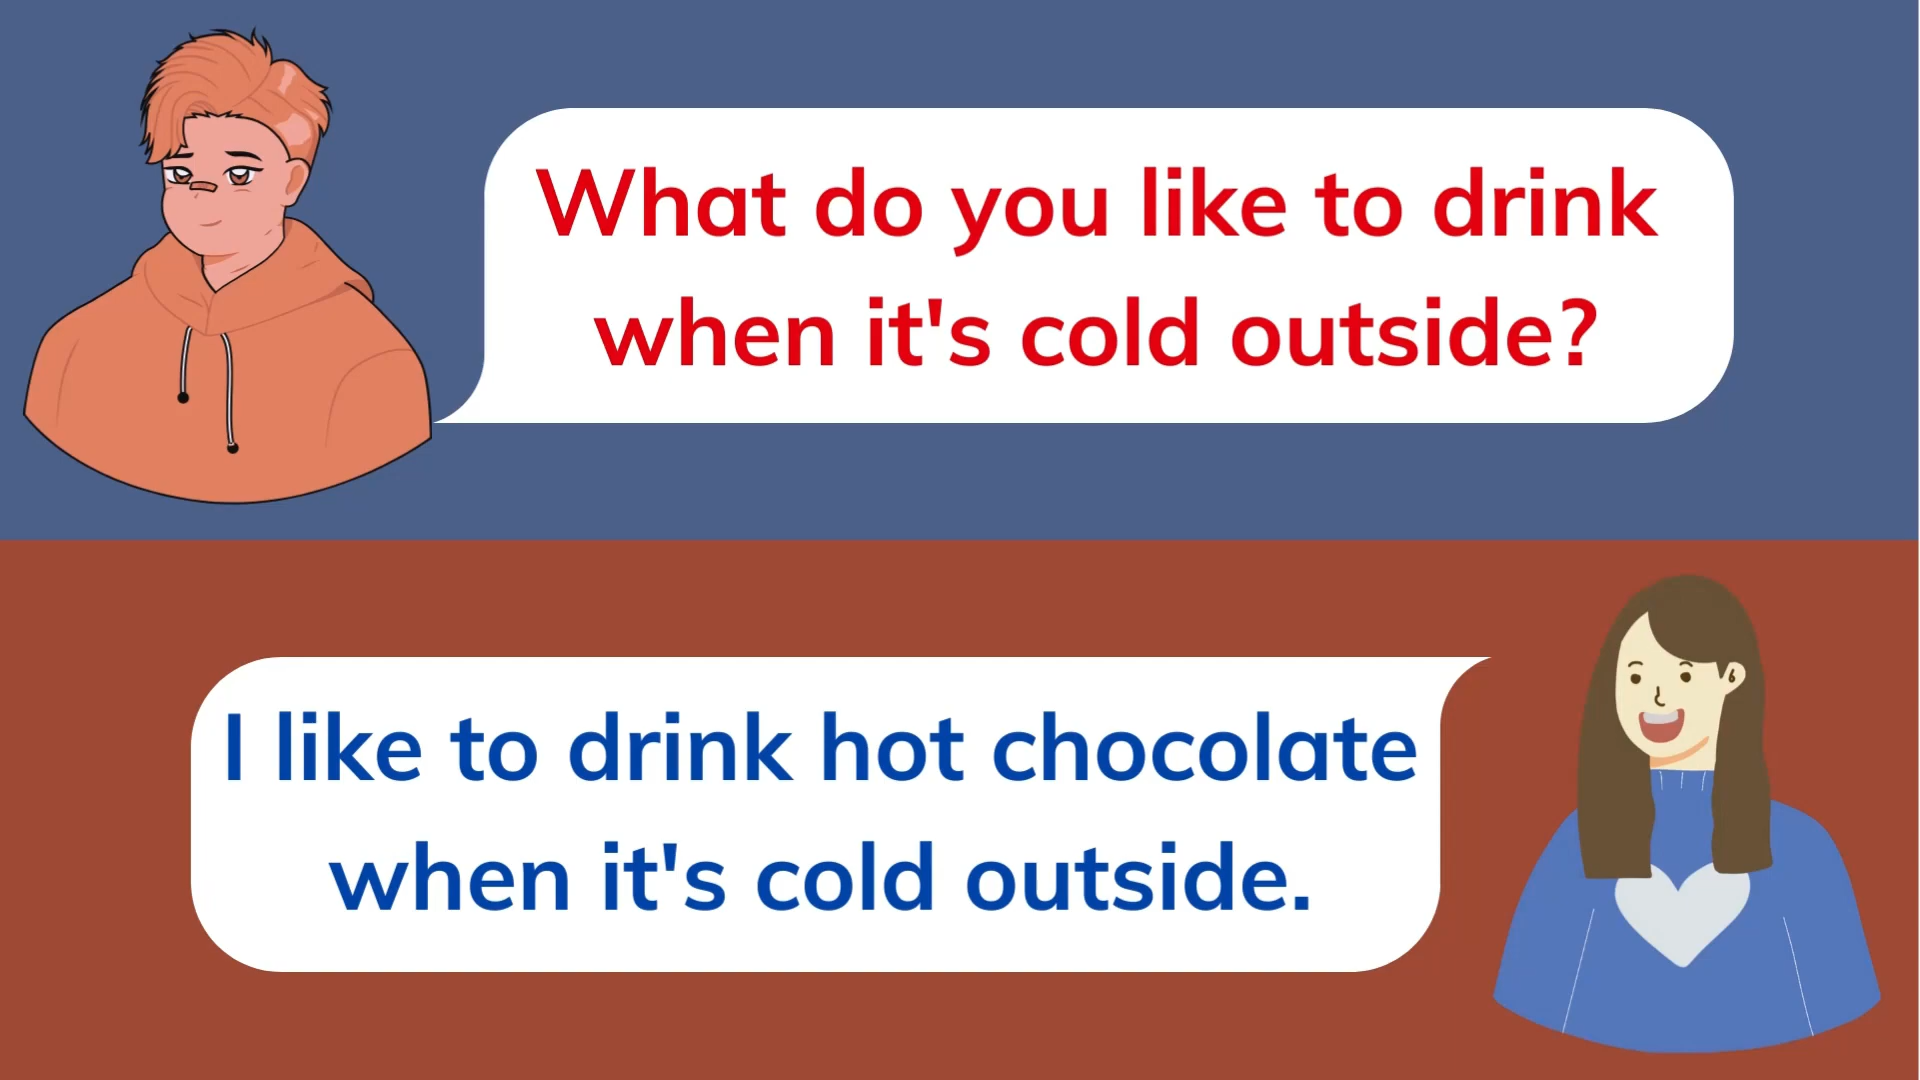 What do you like to drink
when it's cold outside?
I like to drink hot chocolate
when it's cold outside.